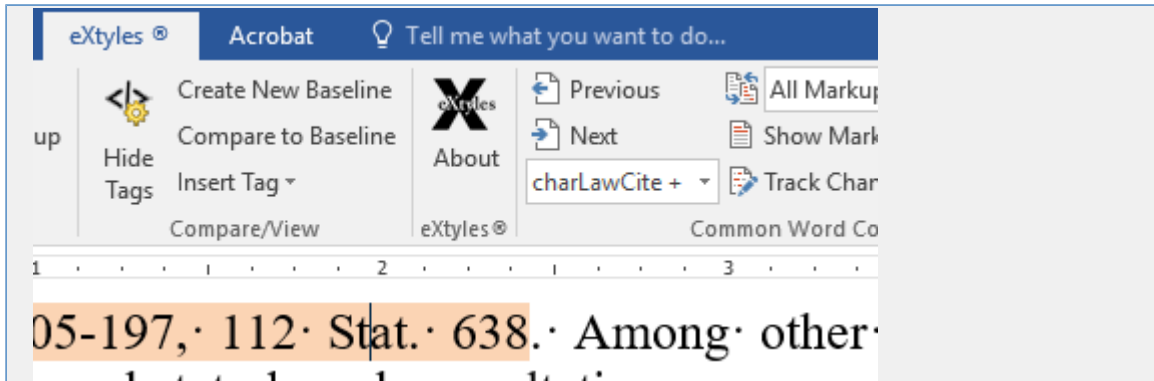 eXtyles ® Acrobat Tell me what you want to do...
Create New Baseline eXtyles Previous All Markup
up Hide Compare to Baseline About Next Show Mark
Tags Insert Tag charLawCite + Track Char
Compare/View eXtyles® Common Word Co
1 2 3
05-197,· 112· Stat.· 638.· Among· other·